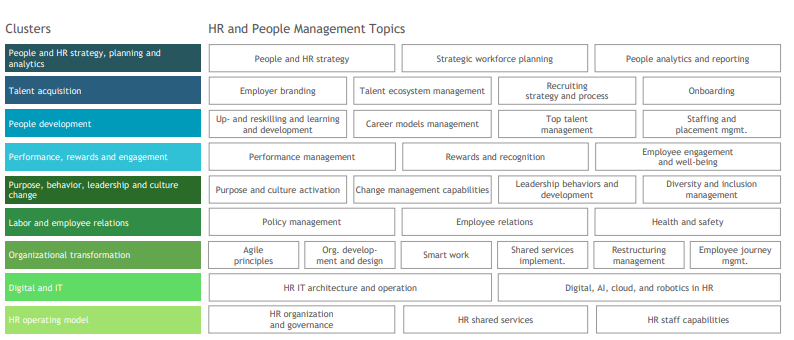 Clusters
HR and People Management Topics
People and HR strategy, planning and
analytics
People and HR strategy
Strategic workforce planning
People analytics and reporting
Talent acquisition
Employer branding
Talent ecosystem management
Recruiting
strategy and process
Onboarding
People development
Up- and reskilling and learning
and development
Career models management
Top talent
management
Staffing and
placement mgmt.
Performance, rewards and engagement
Performance management
Rewards and recognition
Employee engagement
and well-being
Purpose, behavior, leadership and culture
change
Purpose and culture activation
Change management capabilities
Leadership behaviors and
development
Diversity and inclusion
management
Labor and employee relations
Policy management
Employee relations
Health and safety
Organizational transformation
Agile
principles
Org. develop-
ment and design
Smart work
Shared services
implement.
Restructuring
management
Employee journey
mgmt.
Digital and IT
HR IT architecture and operation
Digital, AI, cloud, and robotics in HR
HR operating model
HR organization
and governance
HR shared services
HR staff capabilities